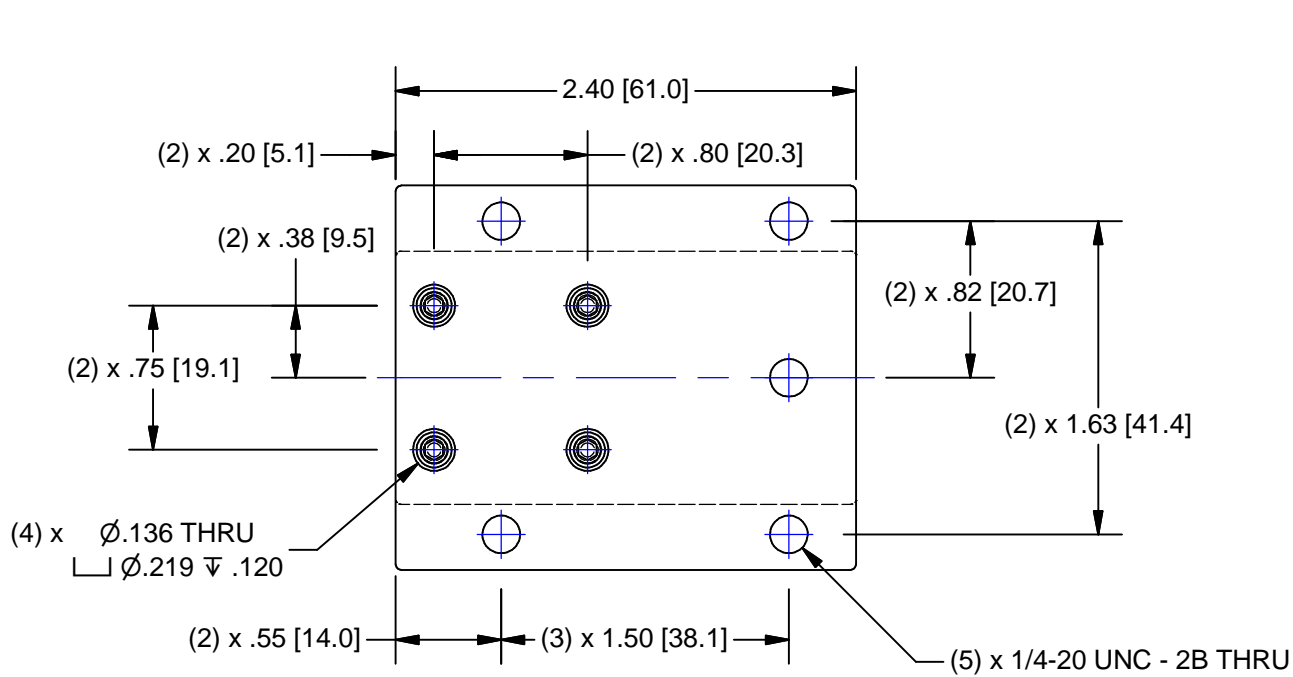 2.40 [61.0]
(2) x .20 [5.1]
(2) x .80 [20.3]
(2) x .38 [9.5]
(2) x .82 [20.7]
(2) x .75 [19.1]
(2) x 1.63 [41.4]
(4) x Ø.136 THRU
⌴ Ø.219 ↧ .120
(2) x .55 [14.0]
(3) x 1.50 [38.1]
(5) x 1/4-20 UNC - 2B THRU